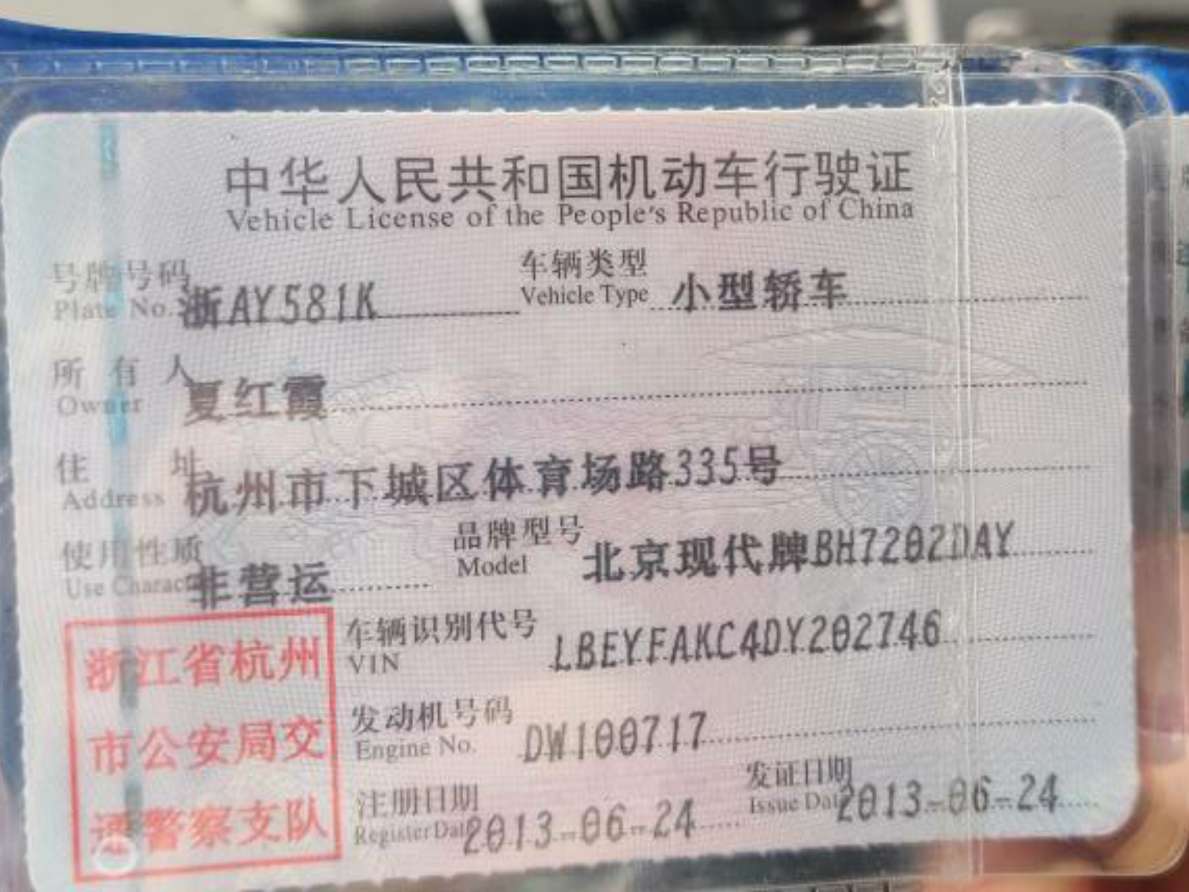 中华人民共和国机动车行驶证
Vehicle License of the People's Republic of China
号牌号码 浙AY581K 车辆类型 小型轿车
Plate No. Vehicle Type
所有人 夏红霞
Owner
住址 杭州市下城区体育场路335号
Address
使用性质 非营运 品牌型号 北京现代牌BH7202DAY
Use Charact Model
车辆识别代号 LBEYFAKC4DY202746
VIN
发动机号码 DW100717
Engine No.
注册日期 2013-06-24 发证日期 2013-06-24
Register Dat Issue Dat
浙江省杭州
市公安局交
通警察支队